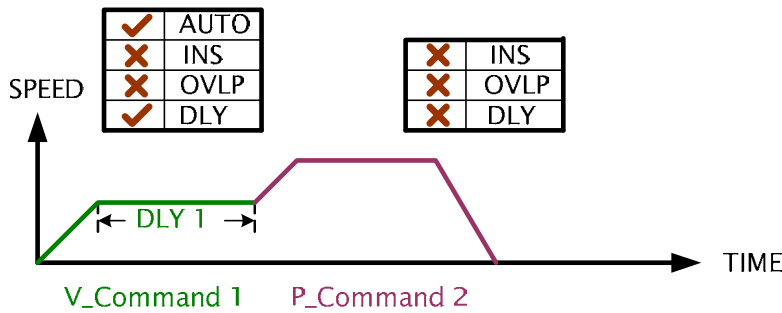 AUTO
INS
OVLP
DLY
INS
OVLP
DLY
SPEED
DLY 1
TIME
V_Command 1
P_Command 2